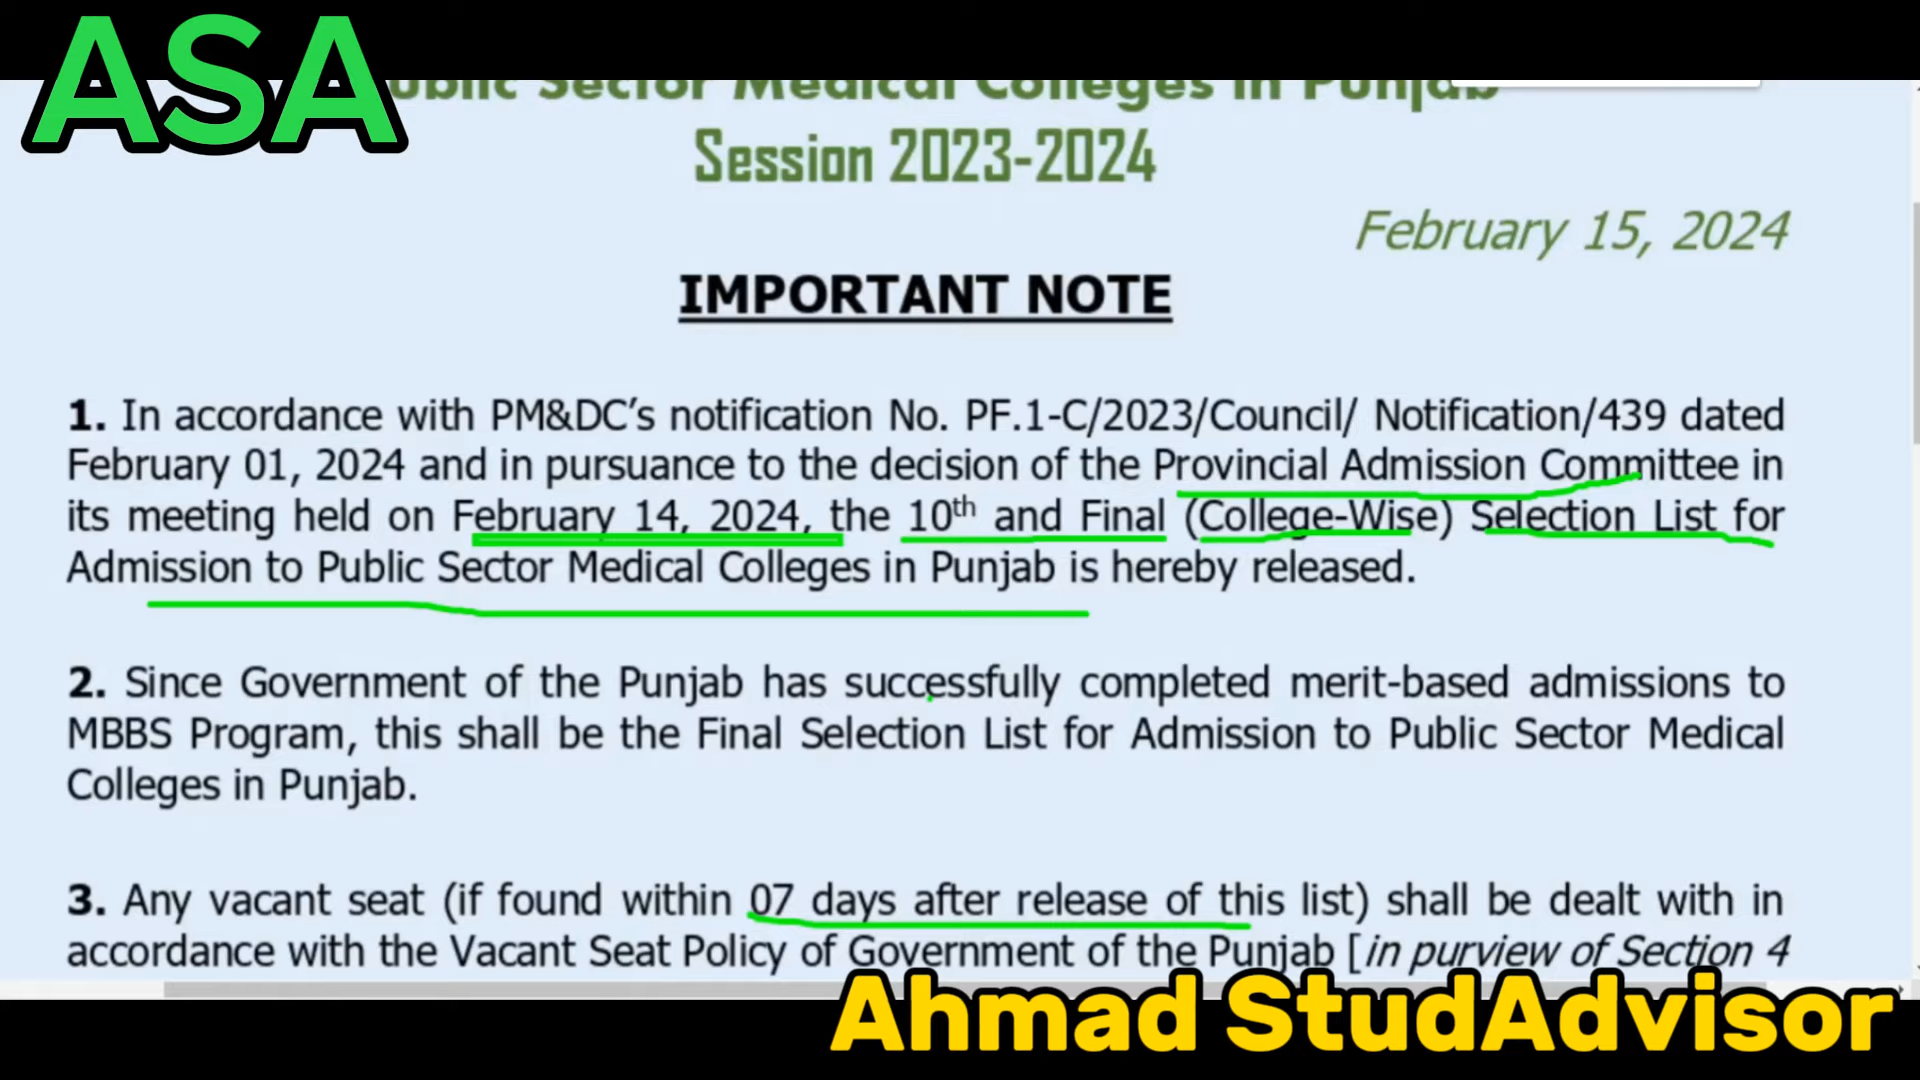 ASA
Public Sector Medical Colleges in Punjab
Session 2023-2024
February 15, 2024
IMPORTANT NOTE
1. In accordance with PM&DC’s notification No. PF.1-C/2023/Council/ Notification/439 dated
February 01, 2024 and in pursuance to the decision of the Provincial Admission Committee in
its meeting held on February 14, 2024, the 10th and Final (College-Wise) Selection List for
Admission to Public Sector Medical Colleges in Punjab is hereby released.
2. Since Government of the Punjab has successfully completed merit-based admissions to
MBBS Program, this shall be the Final Selection List for Admission to Public Sector Medical
Colleges in Punjab.
3. Any vacant seat (if found within 07 days after release of this list) shall be dealt with in
accordance with the Vacant Seat Policy of Government of the Punjab [in purview of Section 4
Ahmad StudAdvisor